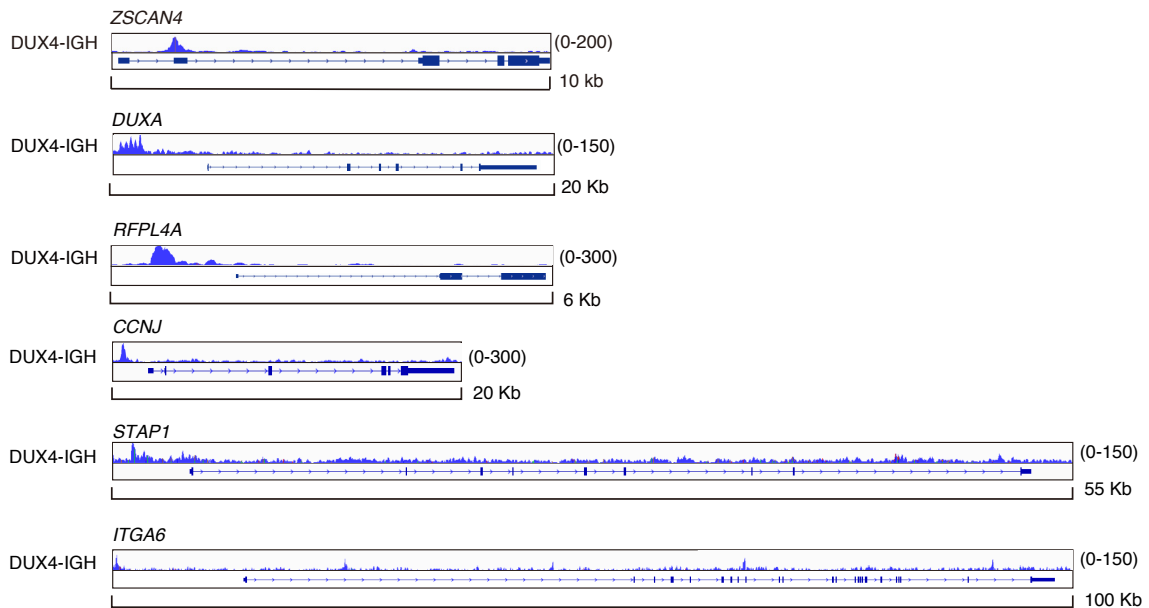 ZSCAN4
DUX4-IGH (0-200)
10 kb
DUXA
DUX4-IGH (0-150)
20 Kb
RFPL4A
DUX4-IGH (0-300)
6 Kb
CCNJ
DUX4-IGH (0-300)
20 Kb
STAP1
DUX4-IGH (0-150)
55 Kb
ITGA6
DUX4-IGH (0-150)
100 Kb